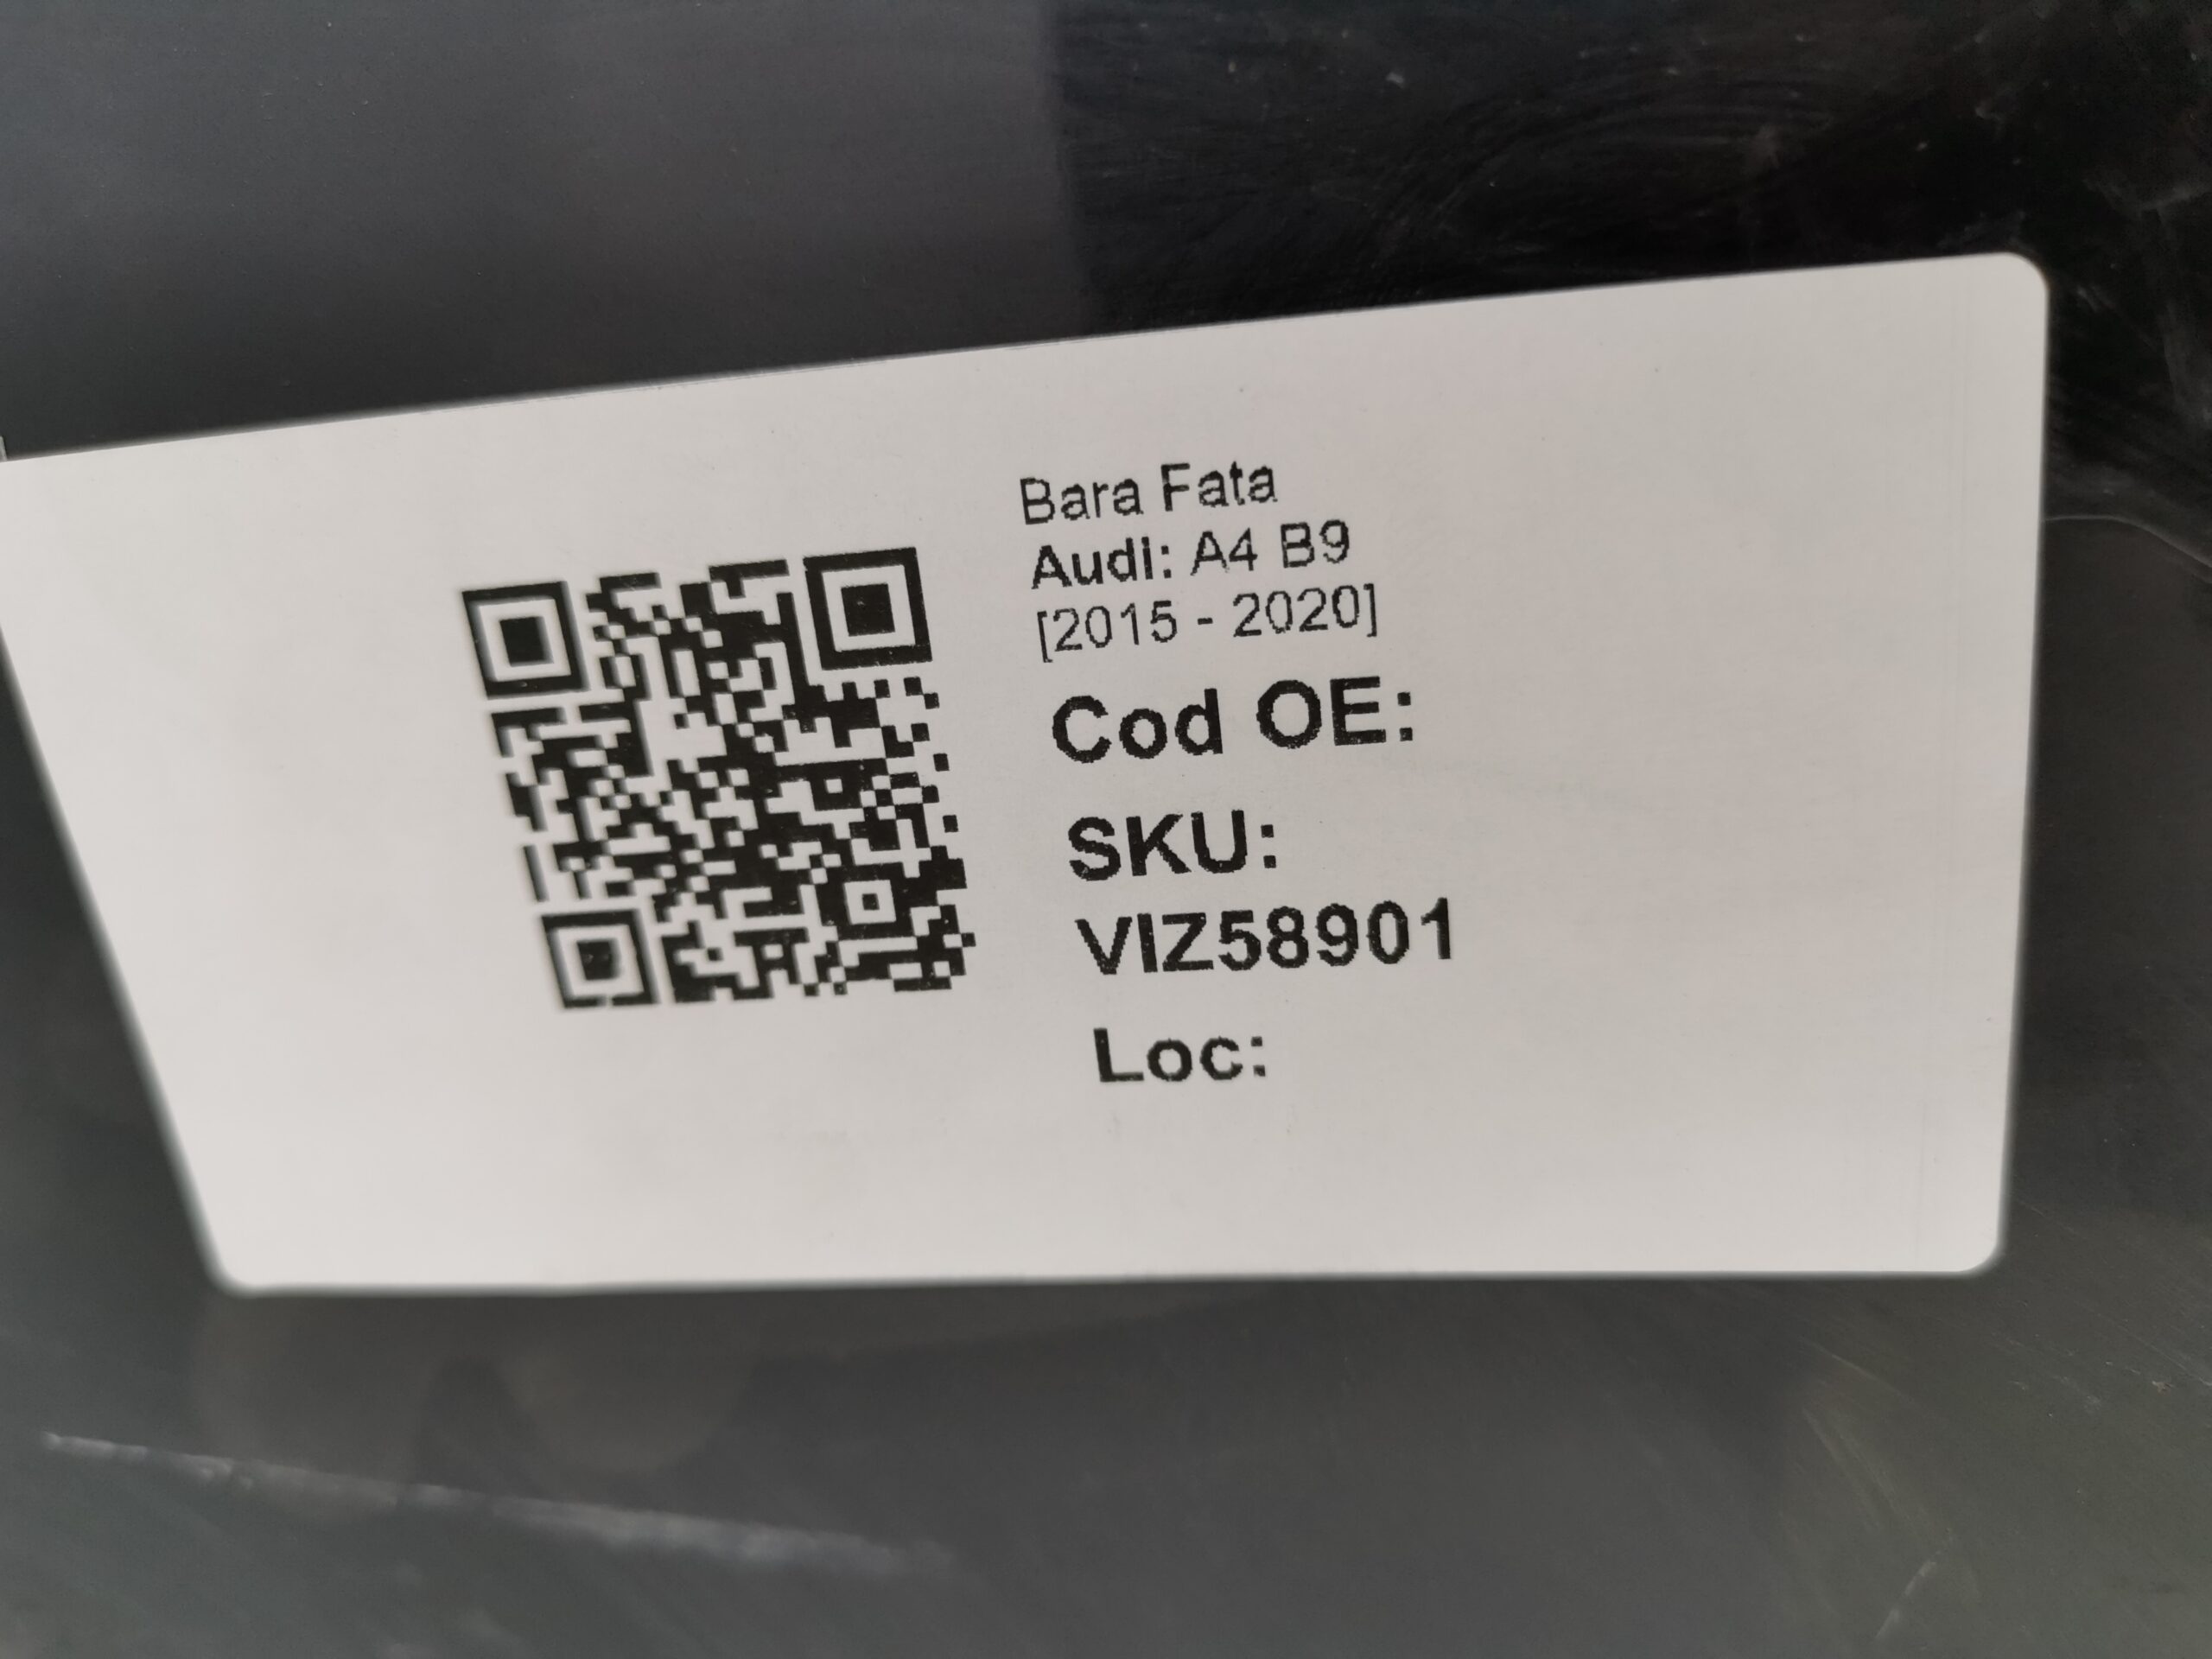 Bara Fata
Audi: A4 B9
[2015 - 2020]
Cod OE:
SKU:
VIZ58901
Loc: